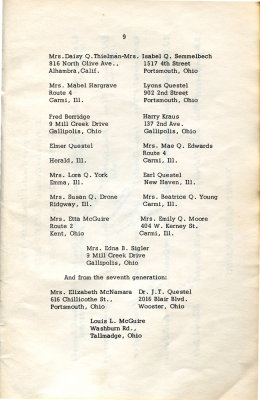 9
Mrs. Daisy Q. Thielman-Mrs. Isabel Q. Semmelbech
816 North Olive Ave., 1517 4th Street
Alhambra, Calif. Portsmouth, Ohio
Mrs. Mabel Hargrave Lyons Questel
Route 4 902 2nd Street
Carmi, Ill. Portsmouth, Ohio
Fred Berridge Harry Kraus
9 Mill Creek Drive 137 2nd Ave.
Gallipolis, Ohio Gallipolis, Ohio
Elmer Questel Mrs. Mae Q. Edwards
Route 4
Herald, Ill. Carmi, Ill.
Mrs. Lora Q. York Earl Questel
Emma, Ill. New Haven, Ill.
Mrs. Susan Q. Drone Mrs. Beatrice Q. Young
Ridgway, Ill. Carmi, Ill.
Mrs. Etta McGuire Mrs. Emily Q. Moore
Route 2 404 W. Kerney St.
Kent, Ohio Carmi, Ill.
Mrs. Edna B. Sigler
9 Mill Creek Drive
Gallipolis, Ohio
And from the seventh generation:
Mrs. Elizabeth McNamara Dr. J.T. Questel
616 Chillicothe St., 2016 Blair Blvd.
Portsmouth, Ohio Wooster, Ohio
Louis L. McGuire
Washburn Rd.,
Tallmadge, Ohio